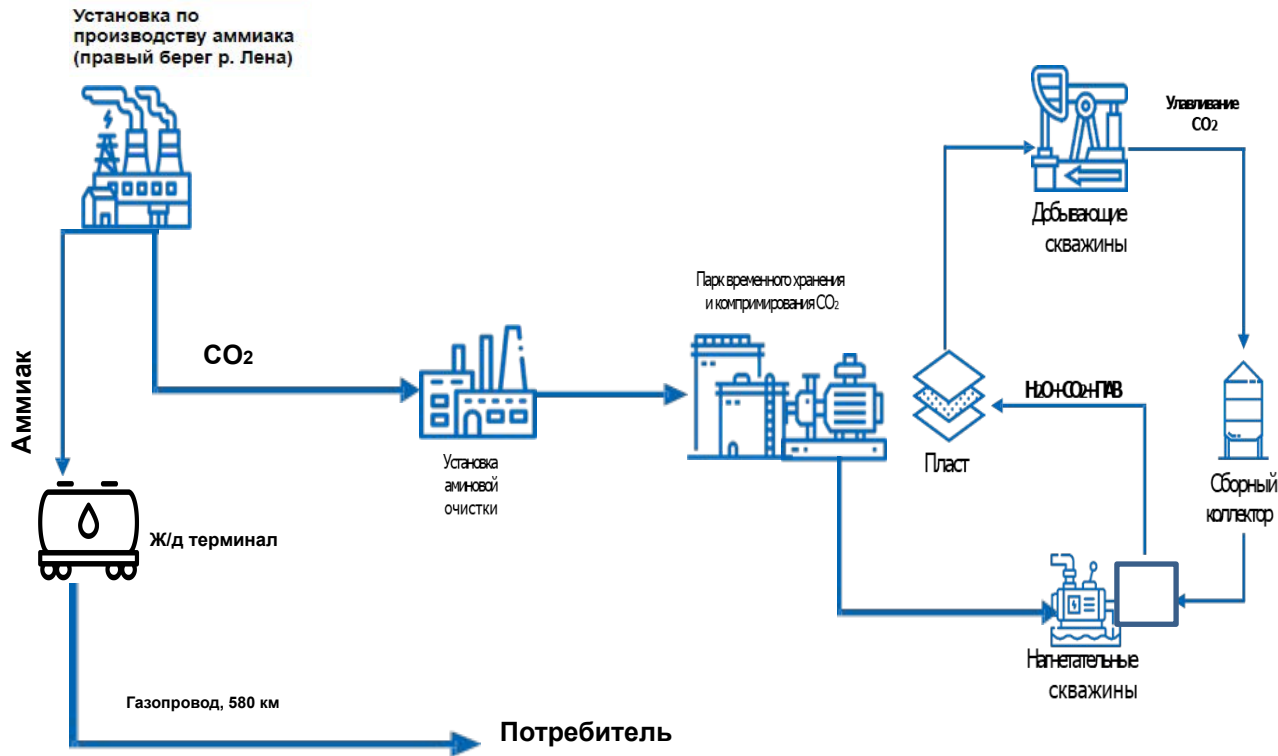 Установка по
производству аммиака
(правый берег р. Лена)
Улавливание
CO2
Добывающие
скважины
Парк временного хранения
и компримирования CO2
CO2
Аммиак
H2O+CO2+ПАВ
Установка
аминовой
очистки
Пласт
Сборный
коллектор
Ж/д терминал
Нагнетательные
скважины
Газопровод, 580 км
Потребитель